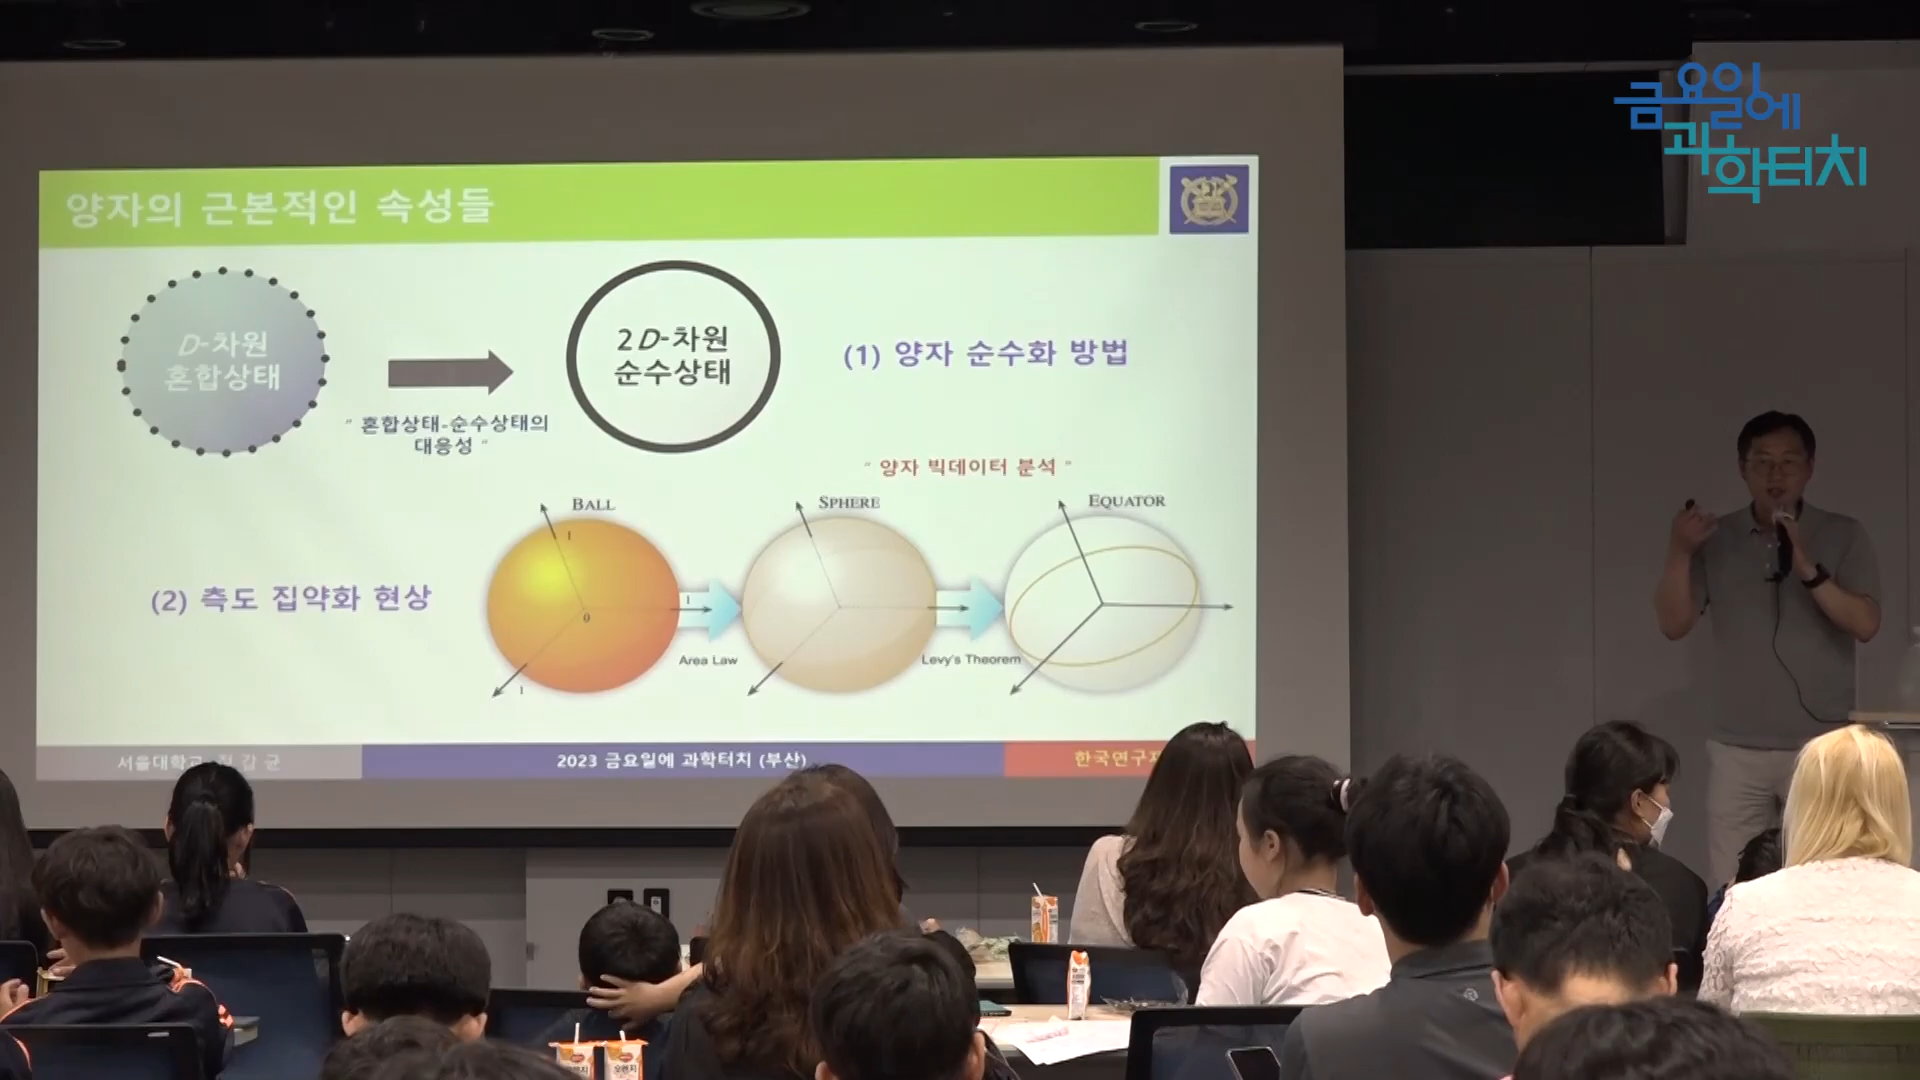 금요일에
과학터치
양자의 근본적인 속성들
D-차원
혼합상태
" 혼합상태-순수상태의
대응성 "
2D-차원
순수상태
(1) 양자 순수화 방법
" 양자 빅데이터 분석 "
(2) 측도 집약화 현상
BALL
1
0
1
1
Area Law
SPHERE
Levy's Theorem
EQUATOR
서울대학교
갑 균
2023 금요일에 과학터치 (부산)
한국연구재